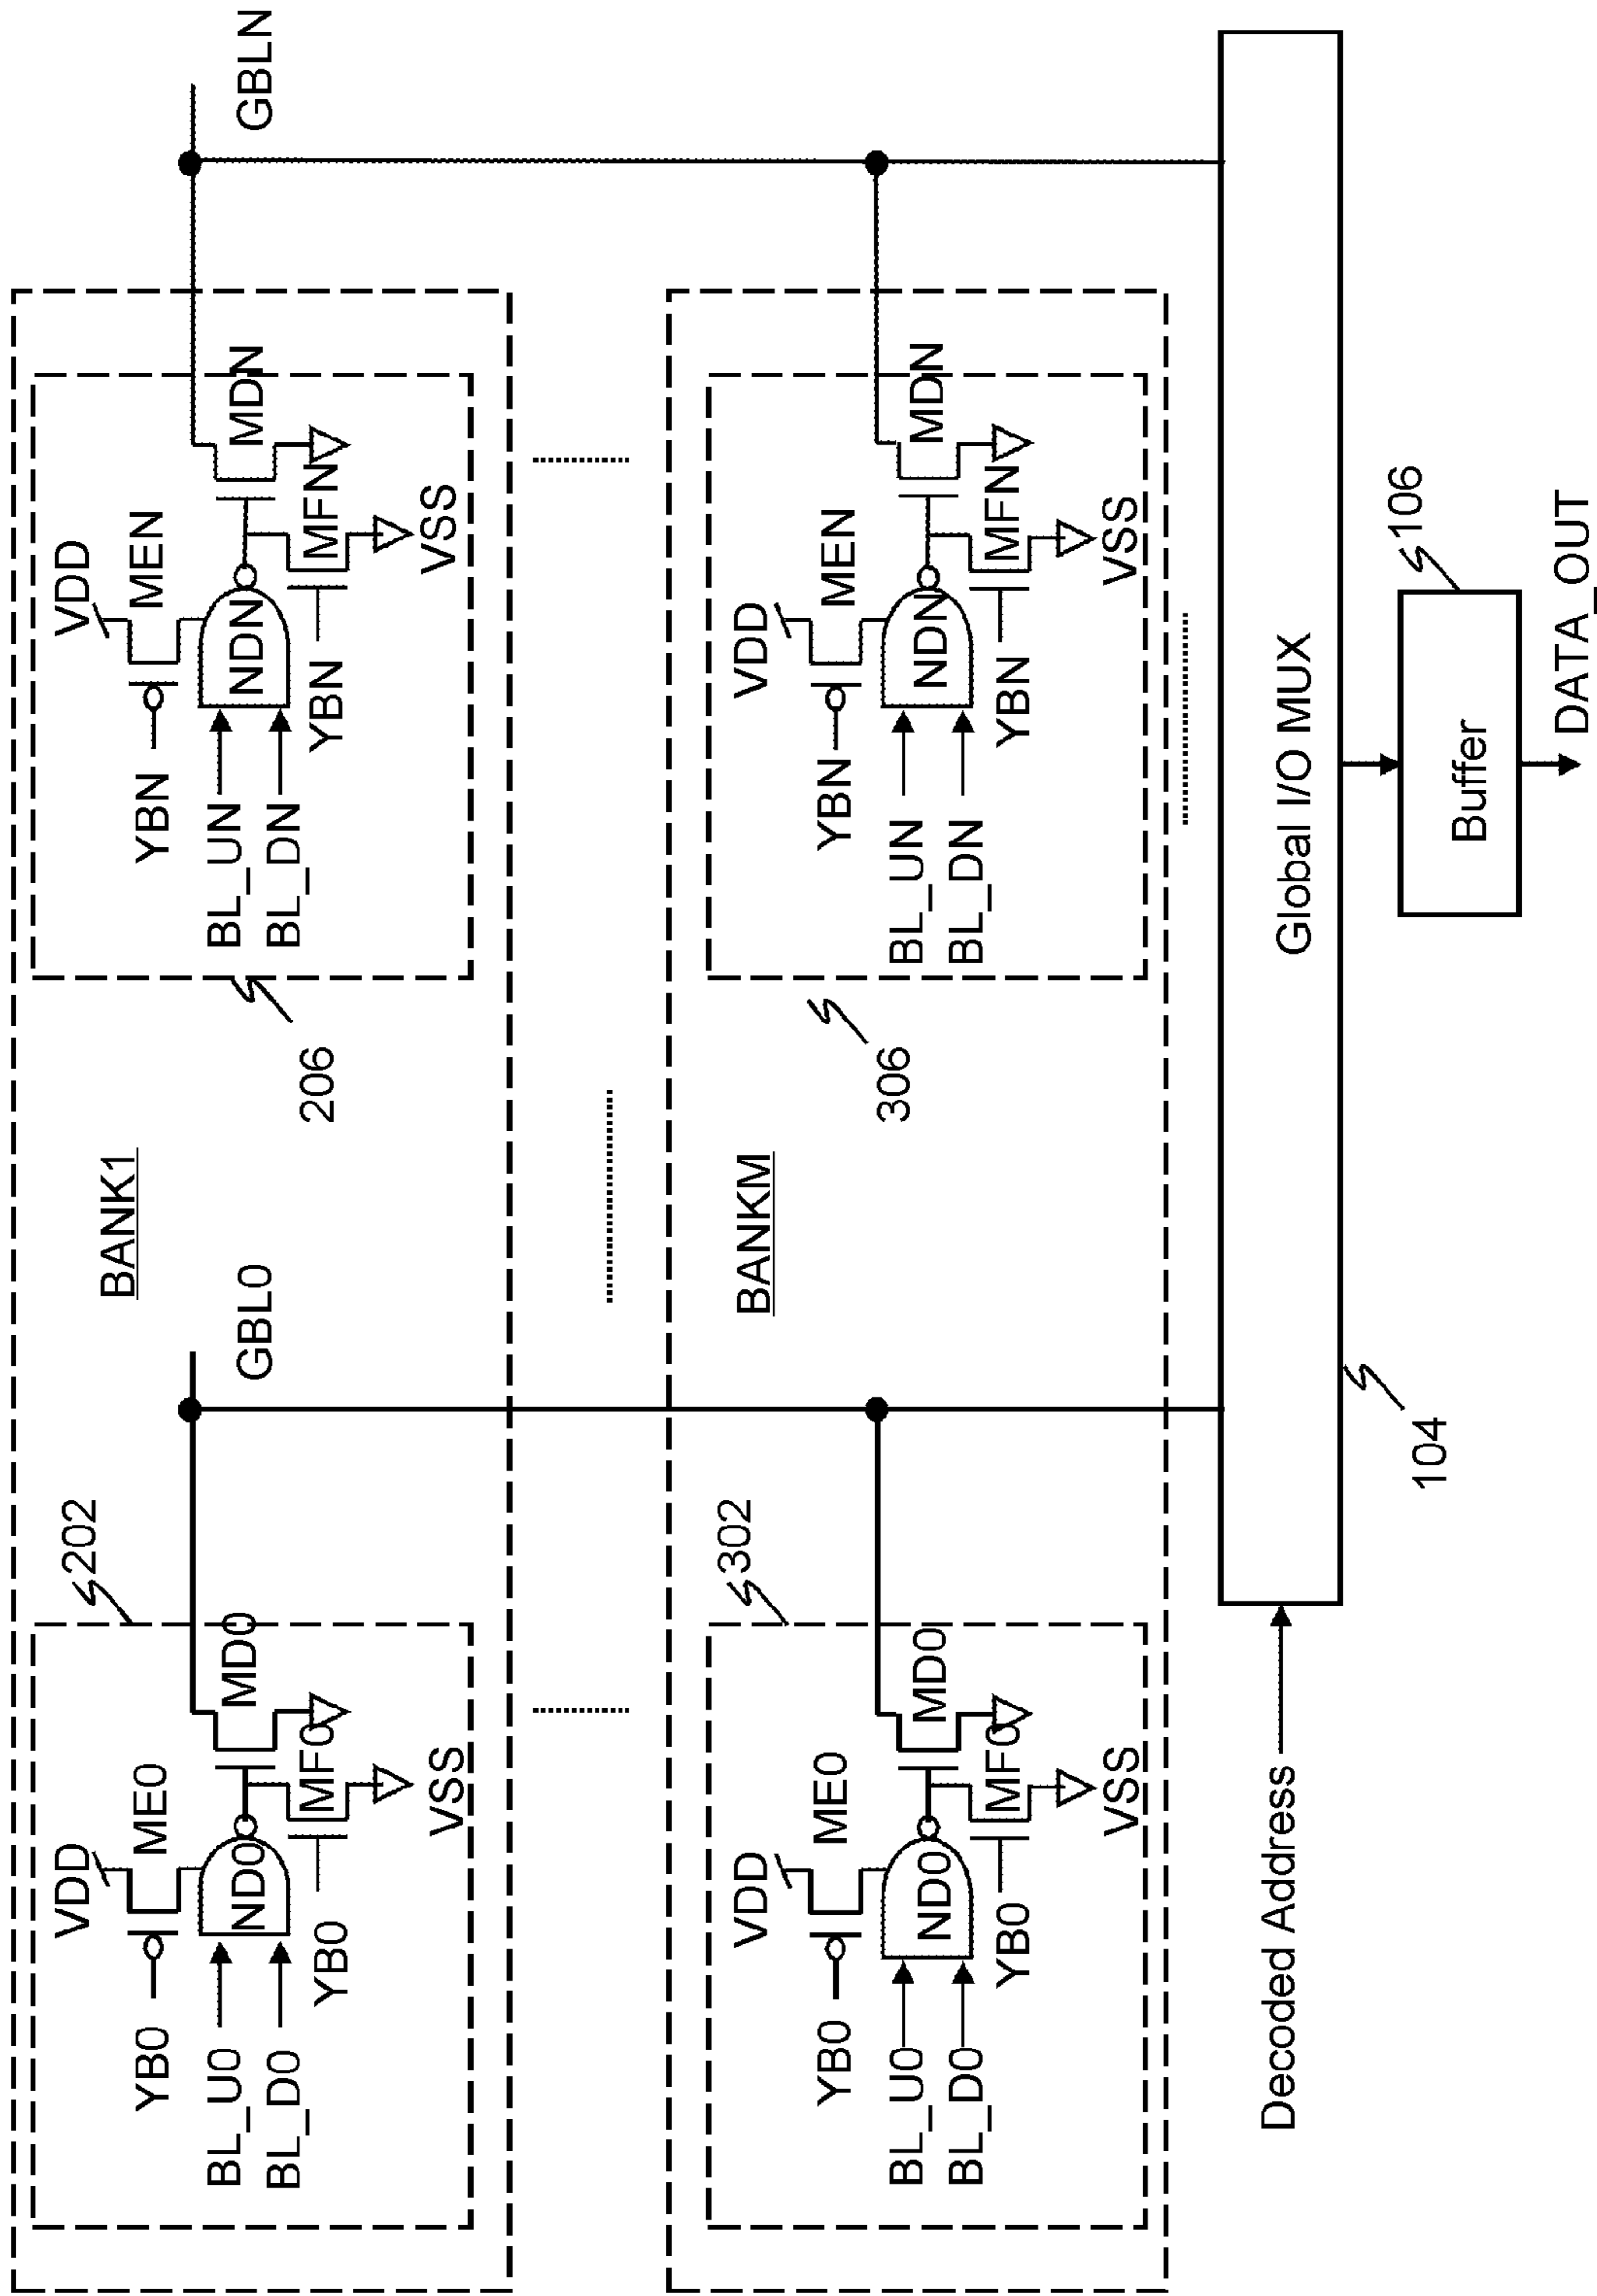 BANK1
202
VDD
ME0
YB0
BL_U0
BL_D0
ND0
MD0
MF0
YB0
VSS
GBL0
206
VDD
MEN
YBN
BL_UN
BL_DN
NDN
MDN
MFN
YBN
VSS
GBLN
BANKM
302
VDD
ME0
YB0
BL_U0
BL_D0
ND0
MD0
MF0
YB0
VSS
306
VDD
MEN
YBN
BL_UN
BL_DN
NDN
MDN
MFN
YBN
VSS
Decoded Address
Global I/O MUX
104
Buffer
106
DATA_OUT